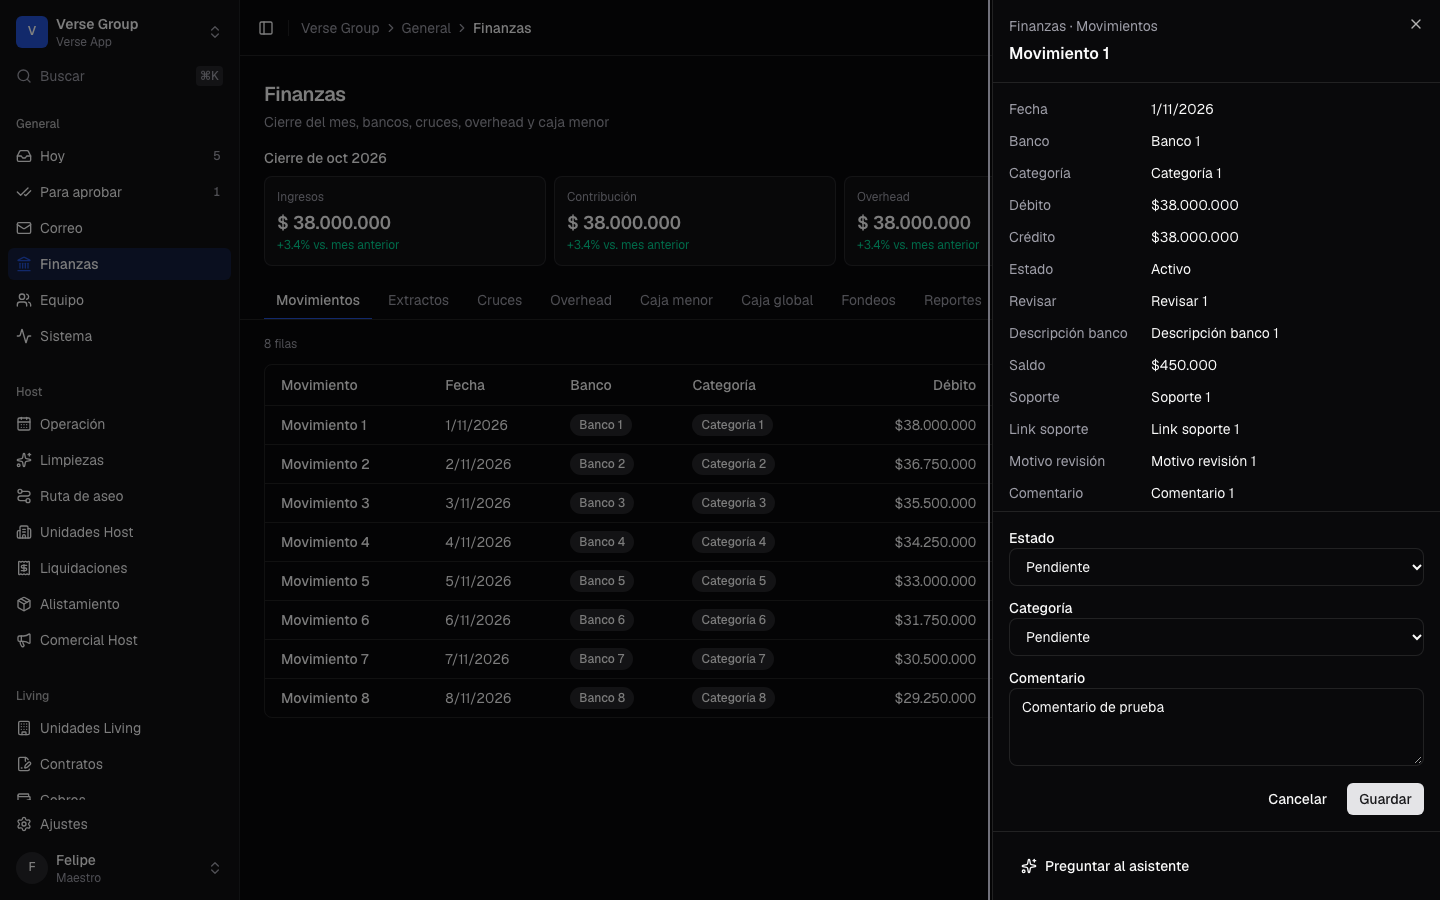 V
Verse Group
Verse App
Buscar
⌘K
General
Hoy 5
Para aprobar 1
Correo
Finanzas
Equipo
Sistema
Host
Operación
Limpiezas
Ruta de aseo
Unidades Host
Liquidaciones
Alistamiento
Comercial Host
Living
Unidades Living
Contratos
Cobros
Ajustes
F
Felipe
Maestro
Verse Group > General > Finanzas
Finanzas
Cierre del mes, bancos, cruces, overhead y caja menor
Cierre de oct 2026
Ingresos
$ 38.000.000
+3.4% vs. mes anterior
Contribución
$ 38.000.000
+3.4% vs. mes anterior
Overhead
$ 38.000.000
+3.4% vs. mes anterior
Movimientos Extractos Cruces Overhead Caja menor Caja global Fondeos Reportes
8 filas
Movimiento Fecha Banco Categoría Débito
Movimiento 1 1/11/2026 Banco 1 Categoría 1 $38.000.000
Movimiento 2 2/11/2026 Banco 2 Categoría 2 $36.750.000
Movimiento 3 3/11/2026 Banco 3 Categoría 3 $35.500.000
Movimiento 4 4/11/2026 Banco 4 Categoría 4 $34.250.000
Movimiento 5 5/11/2026 Banco 5 Categoría 5 $33.000.000
Movimiento 6 6/11/2026 Banco 6 Categoría 6 $31.750.000
Movimiento 7 7/11/2026 Banco 7 Categoría 7 $30.500.000
Movimiento 8 8/11/2026 Banco 8 Categoría 8 $29.250.000
Finanzas · Movimientos
Movimiento 1
Fecha 1/11/2026
Banco Banco 1
Categoría Categoría 1
Débito $38.000.000
Crédito $38.000.000
Estado Activo
Revisar Revisar 1
Descripción banco Descripción banco 1
Saldo $450.000
Soporte Soporte 1
Link soporte Link soporte 1
Motivo revisión Motivo revisión 1
Comentario Comentario 1
Estado
Pendiente
Categoría
Pendiente
Comentario
Comentario de prueba
Cancelar Guardar
Preguntar al asistente